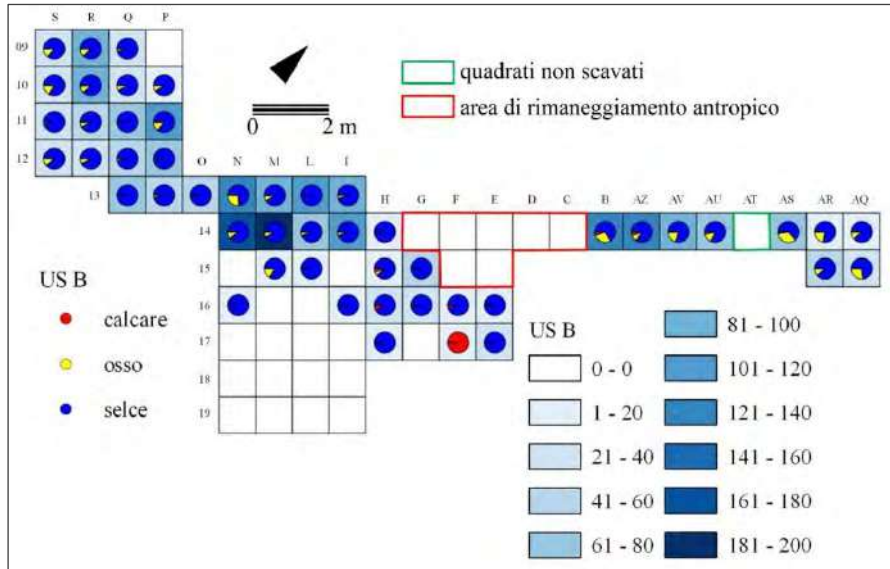 S R Q P
09
10
11
12
O N M L I
13
H G F E D C B AZ AV AU AT AS AR AQ
14
15
16
17
18
19
0 2 m
quadrati non scavati
area di rimaneggiamento antropico
US B
calcare
osso
selce
US B
0 - 0
1 - 20
21 - 40
41 - 60
61 - 80
81 - 100
101 - 120
121 - 140
141 - 160
161 - 180
181 - 200